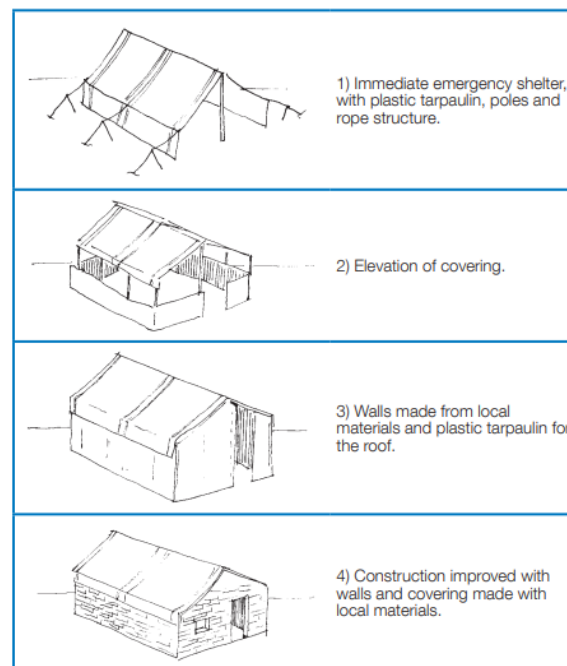 1) Immediate emergency shelter,
with plastic tarpaulin, poles and
rope structure.
2) Elevation of covering.
3) Walls made from local
materials and plastic tarpaulin for
the roof.
4) Construction improved with
walls and covering made with
local materials.